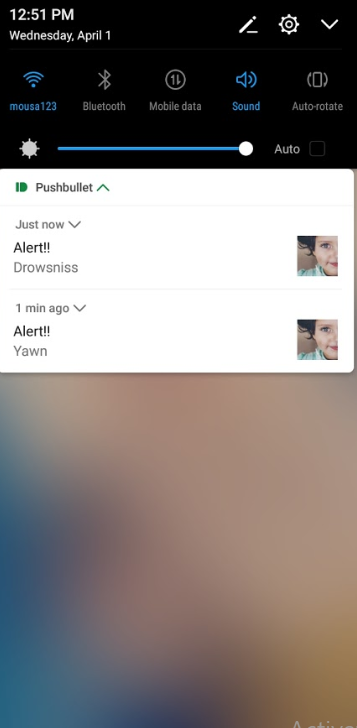 12:51 PM
Wednesday, April 1
mousa123
Bluetooth
Mobile data
Sound
Auto-rotate
Auto
Pushbullet
Just now
Alert!!
Drowsniss
1 min ago
Alert!!
Yawn